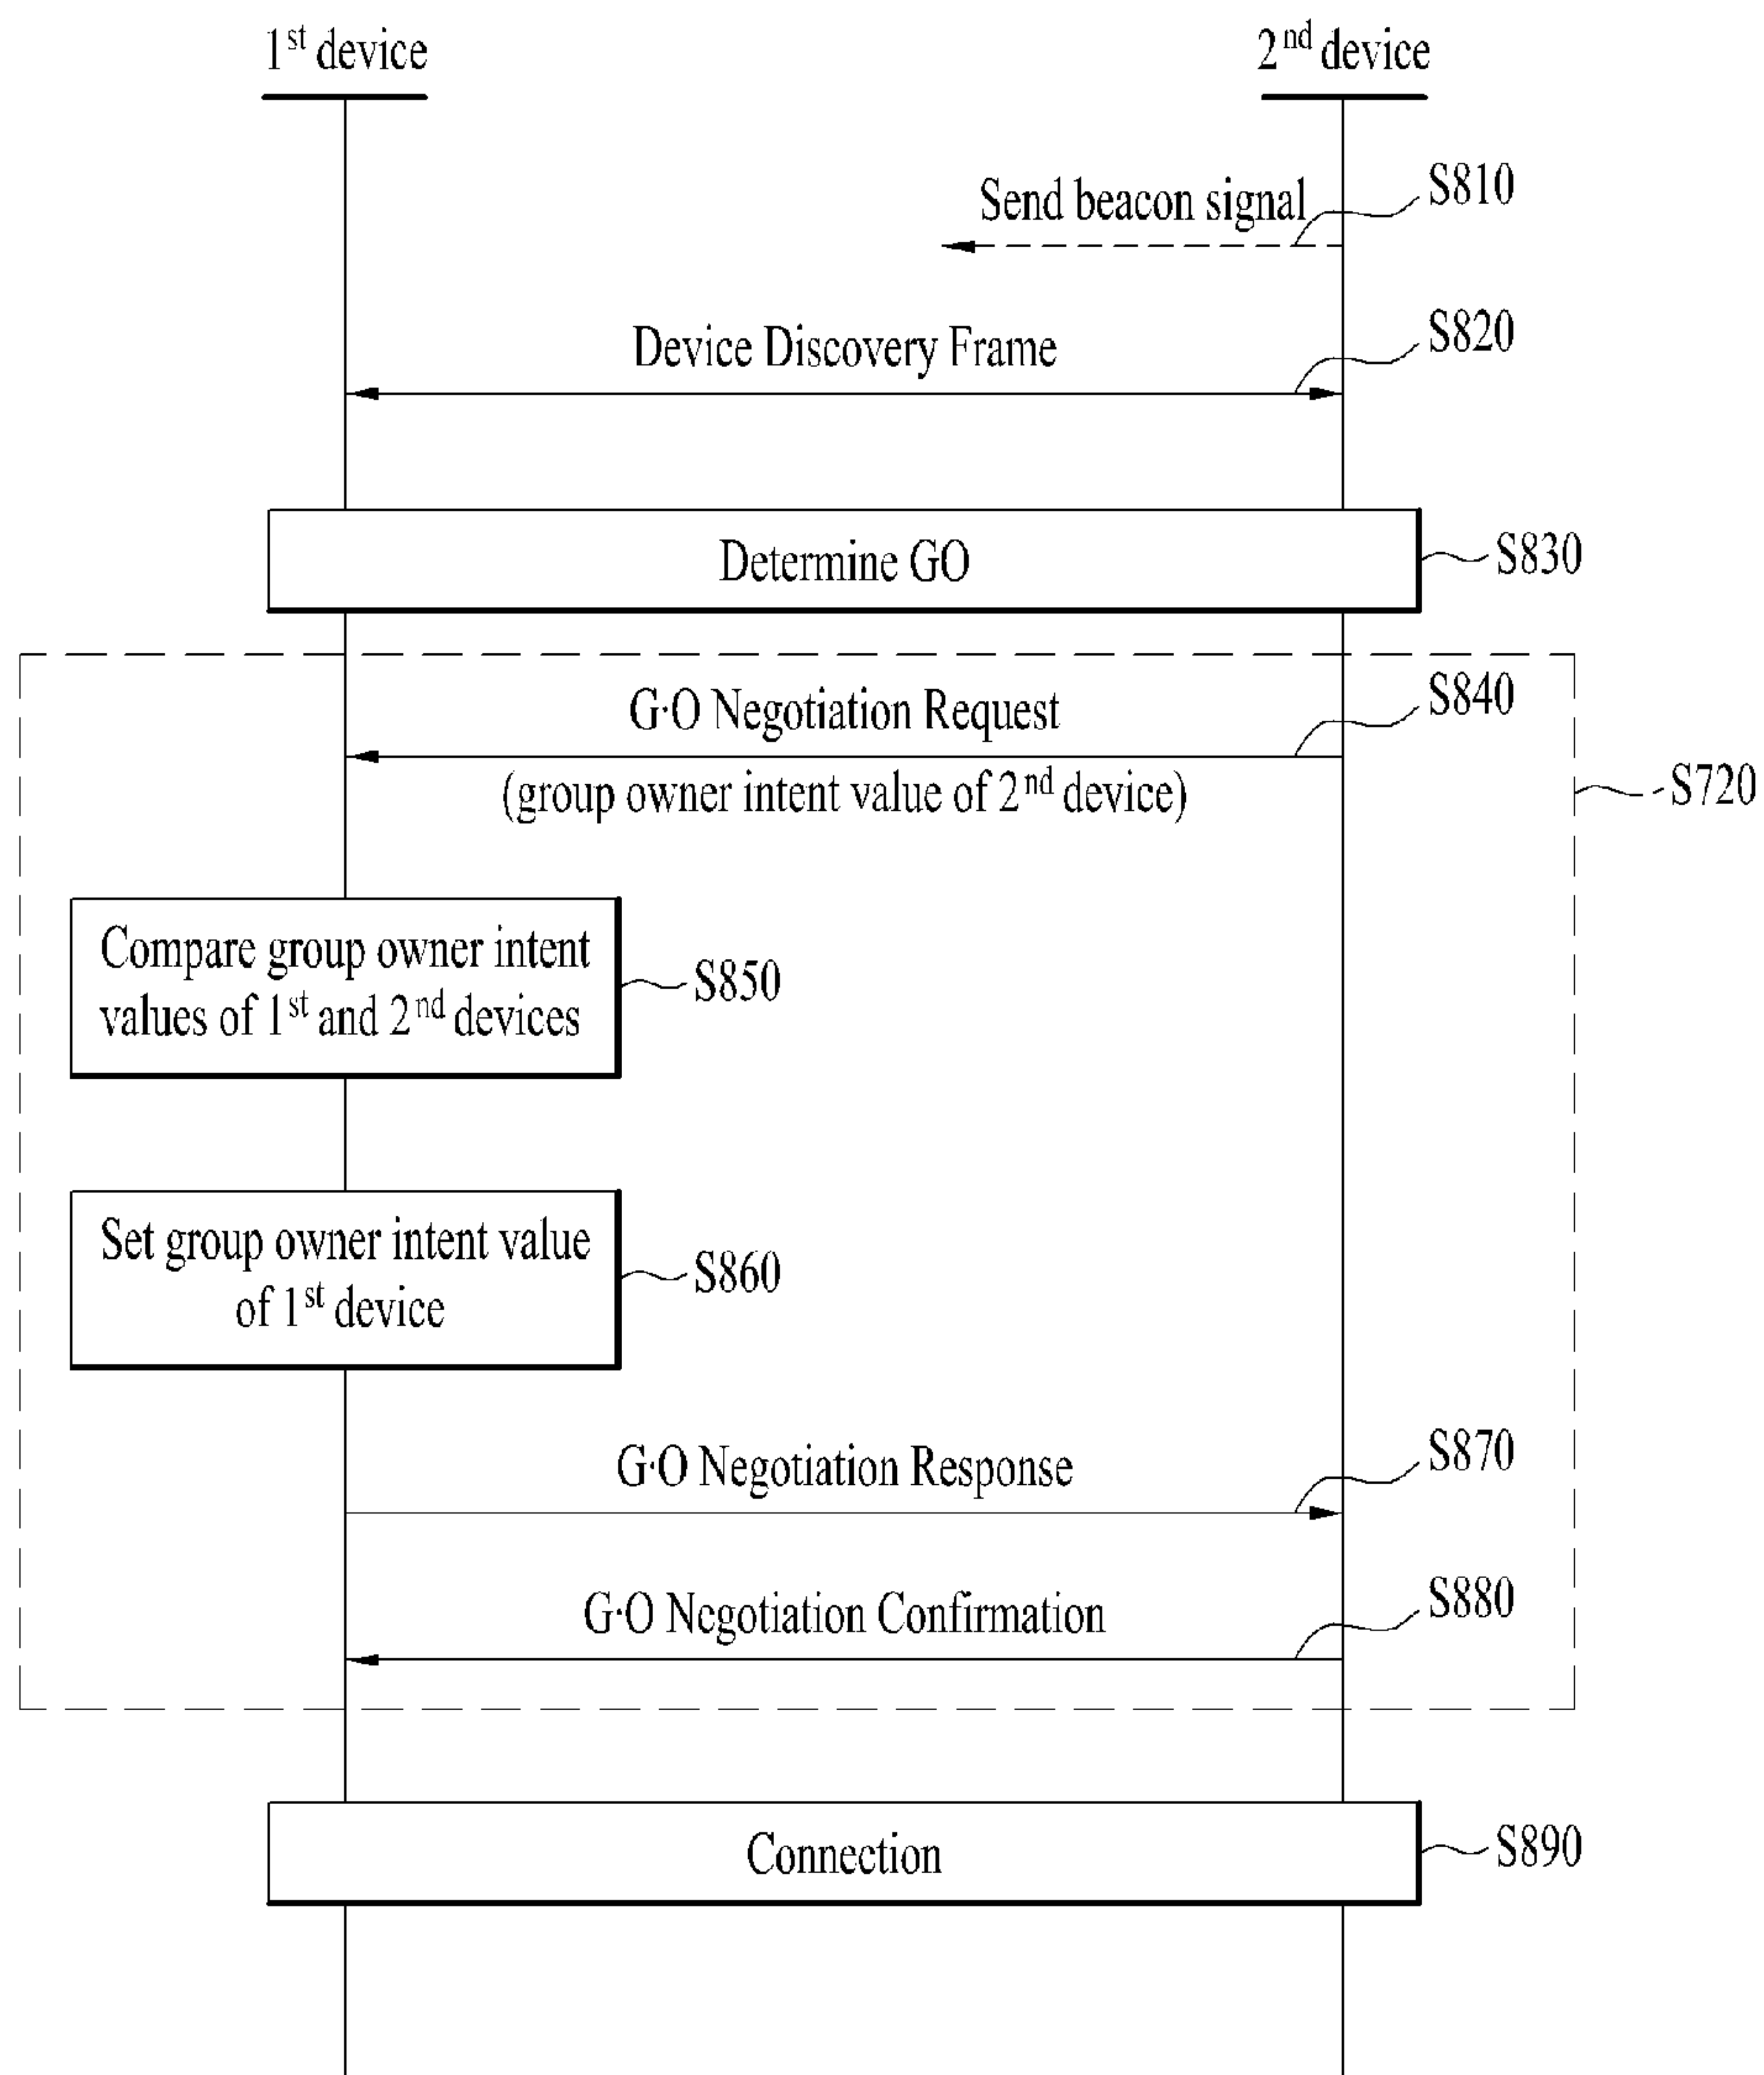 1st device
2nd device
S810
Send beacon signal
S820
Device Discovery Frame
Determine GO
S830
S840
G·O Negotiation Request
(group owner intent value of 2nd device)
S720
Compare group owner intent
values of 1st and 2nd devices
S850
Set group owner intent value
of 1st device
S860
S870
G·O Negotiation Response
S880
G·O Negotiation Confirmation
Connection
S890